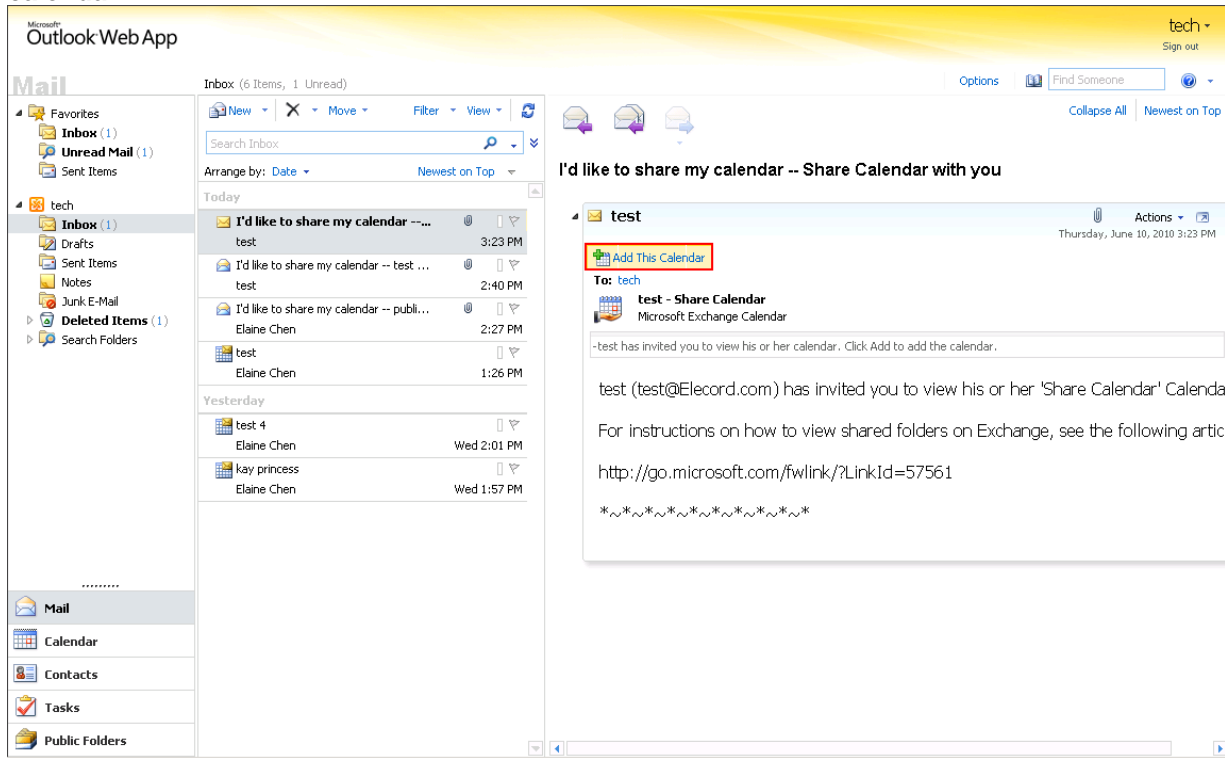 Microsoft
Outlook Web App
tech
Sign out
Mail
Inbox (6 Items, 1 Unread)
Options
Find Someone
Favorites
Inbox (1)
Unread Mail (1)
Sent Items
tech
Inbox (1)
Drafts
Sent Items
Notes
Junk E-Mail
Deleted Items (1)
Search Folders
Mail
Calendar
Contacts
Tasks
Public Folders
New Move Filter View
Search Inbox
Arrange by: Date Newest on Top
Today
I'd like to share my calendar --...
test 3:23 PM
I'd like to share my calendar -- test ...
test 2:40 PM
I'd like to share my calendar -- publi...
Elaine Chen 2:27 PM
test
Elaine Chen 1:26 PM
Yesterday
test 4
Elaine Chen Wed 2:01 PM
kay princess
Elaine Chen Wed 1:57 PM
Collapse All Newest on Top
I'd like to share my calendar -- Share Calendar with you
test Actions
Thursday, June 10, 2010 3:23 PM
Add This Calendar
To: tech
test - Share Calendar
Microsoft Exchange Calendar
-test has invited you to view his or her calendar. Click Add to add the calendar.
test (test@Elecord.com) has invited you to view his or her 'Share Calendar' Calenda
For instructions on how to view shared folders on Exchange, see the following artic
http://go.microsoft.com/fwlink/?LinkId=57561
*~*~*~*~*~*~*~*~*~*